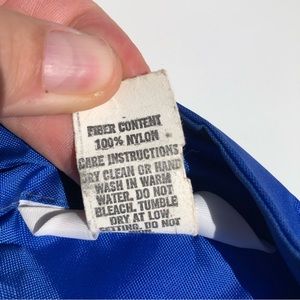 FIBER CONTENT
100% NYLON
CARE INSTRUCTIONS
DRY CLEAN OR HAND
WASH IN WARM
WATER. DO NOT
BLEACH. TUMBLE
DRY AT LOW
SETTING. DO NOT